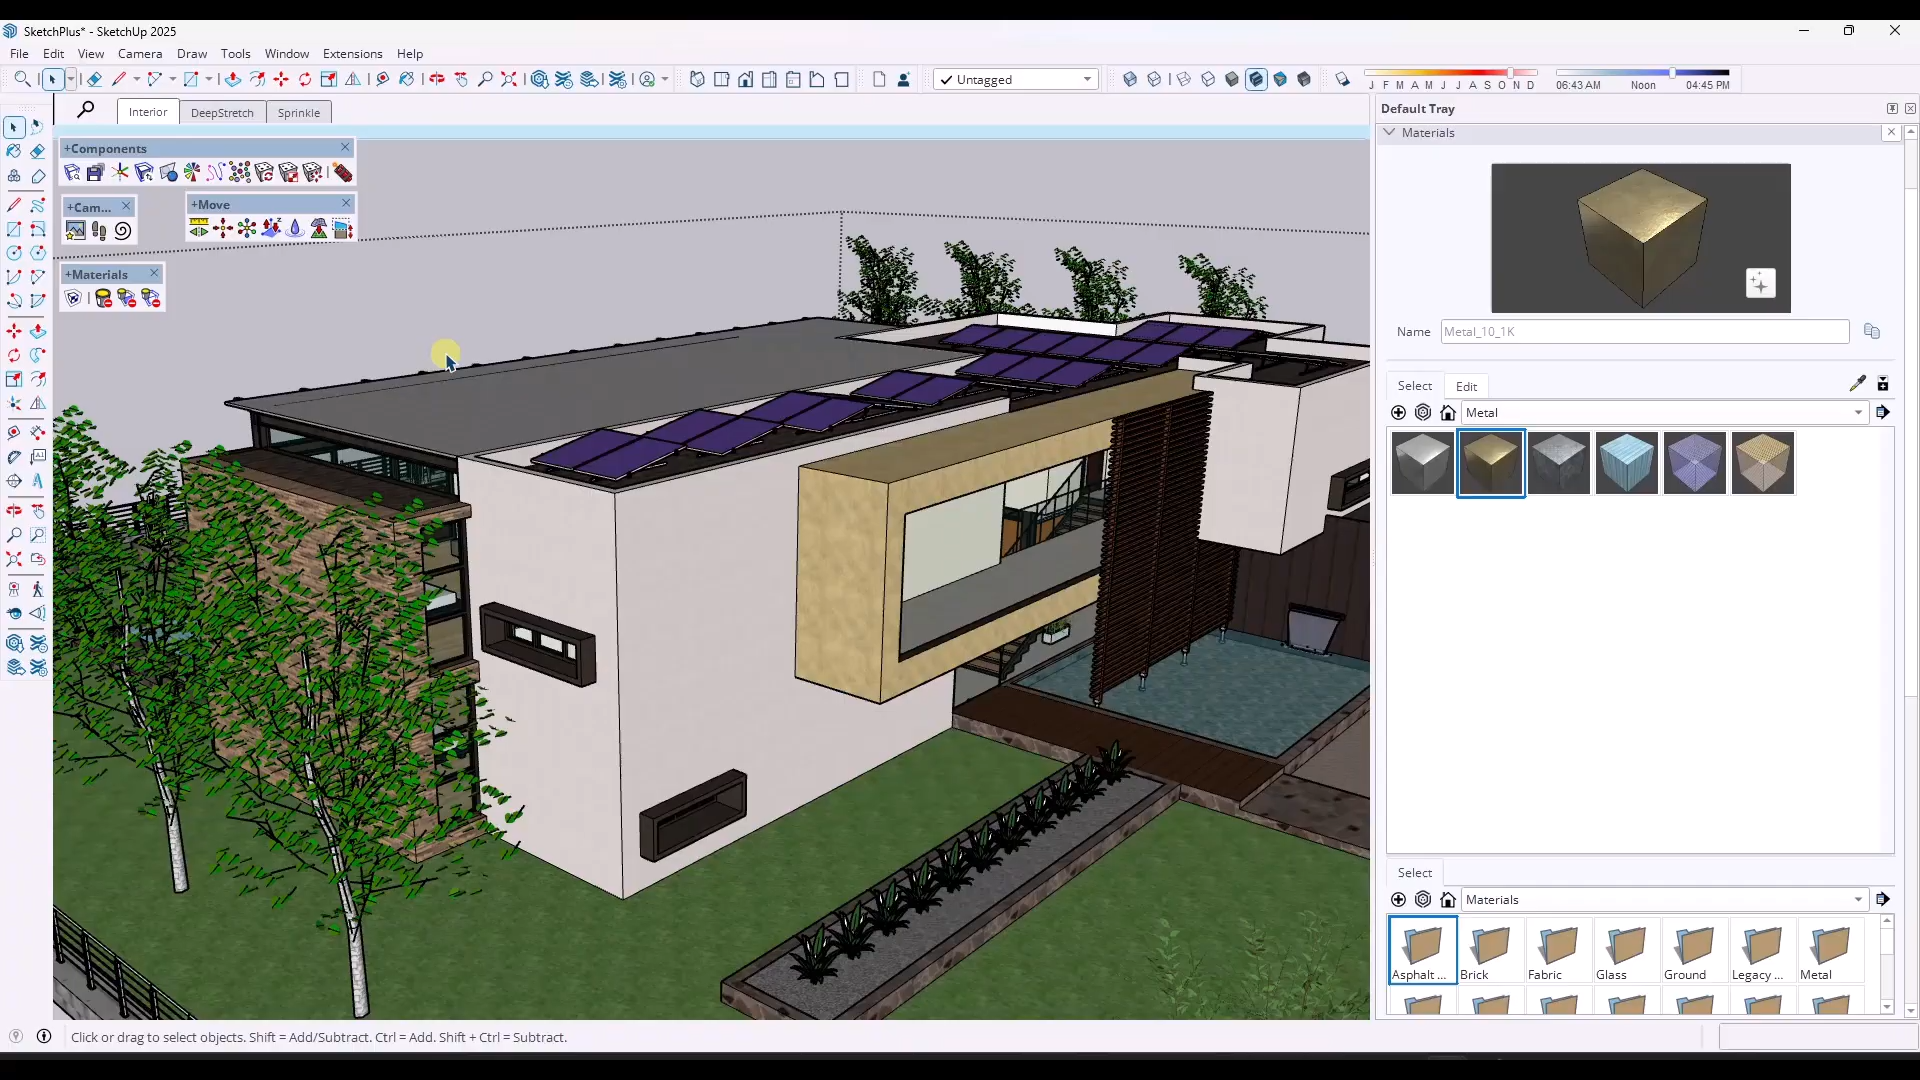 SketchPlus* - SketchUp 2025
File Edit View Camera Draw Tools Window Extensions Help
Untagged
J F M A M J J A S O N D
06:43 AM Noon 04:45 PM
Interior DeepStretch Sprinkle
Default Tray
Materials
+Components
+Cam...
+Move
+Materials
Name Metal_10_1K
Select Edit
Metal
Select
Materials
Asphalt ... Brick Fabric Glass Ground Legacy ... Metal
Click or drag to select objects. Shift = Add/Subtract. Ctrl = Add. Shift + Ctrl = Subtract.